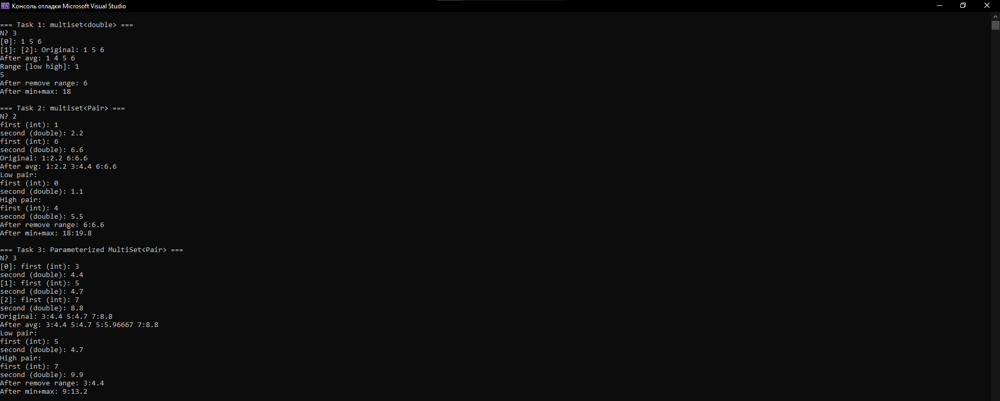 Консоль отладки Microsoft Visual Studio
=== Task 1: multiset<double> ===
N? 3
[0]: 1 5 6
[1]: [2]: Original: 1 5 6
After avg: 1 4 5 6
Range [low high]: 1
5
After remove range: 6
After min+max: 18
=== Task 2: multiset<Pair> ===
N? 2
first (int): 1
second (double): 2.2
first (int): 6
second (double): 6.6
Original: 1:2.2 6:6.6
After avg: 1:2.2 3:4.4 6:6.6
Low pair:
first (int): 0
second (double): 1.1
High pair:
first (int): 4
second (double): 5.5
After remove range: 6:6.6
After min+max: 18:19.8
=== Task 3: Parameterized MultiSet<Pair> ===
N? 3
[0]: first (int): 3
second (double): 4.4
[1]: first (int): 5
second (double): 4.7
[2]: first (int): 7
second (double): 8.8
Original: 3:4.4 5:4.7 7:8.8
After avg: 3:4.4 5:4.7 5:5.96667 7:8.8
Low pair:
first (int): 5
second (double): 4.7
High pair:
first (int): 7
second (double): 9.9
After remove range: 3:4.4
After min+max: 9:13.2